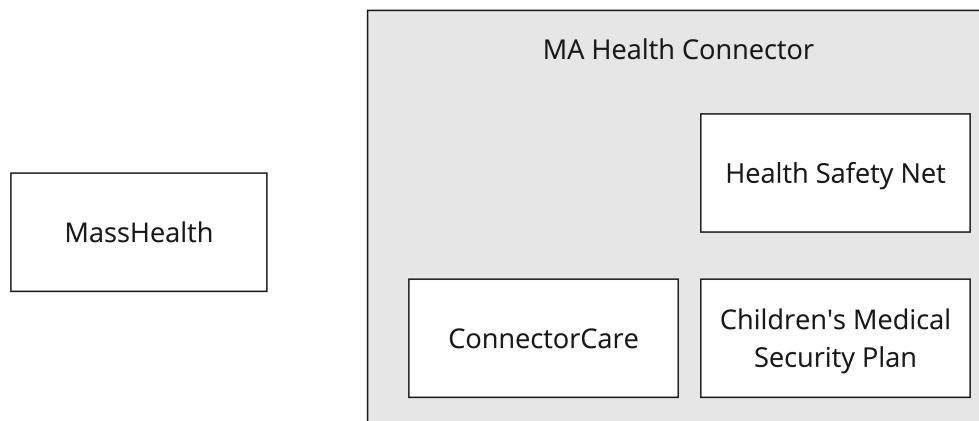 MA Health Connector
Health Safety Net
MassHealth
ConnectorCare
Children's Medical
Security Plan